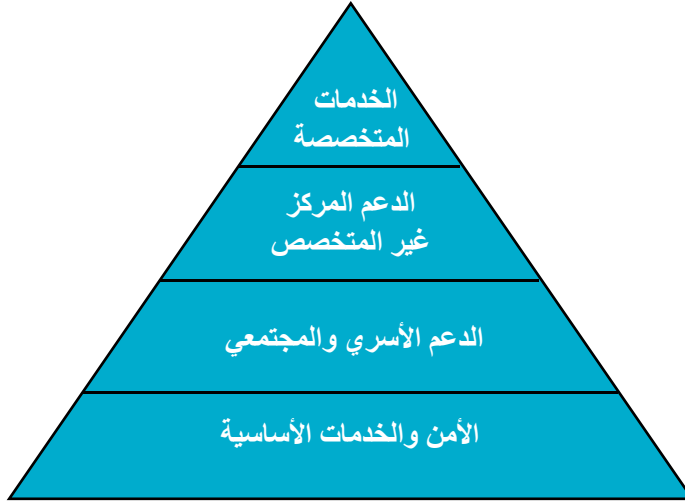 الخدمات
المتخصصة
الدعم المركز
غير المتخصص
الدعم الأسري والمجتمعي
الأمن والخدمات الأساسية